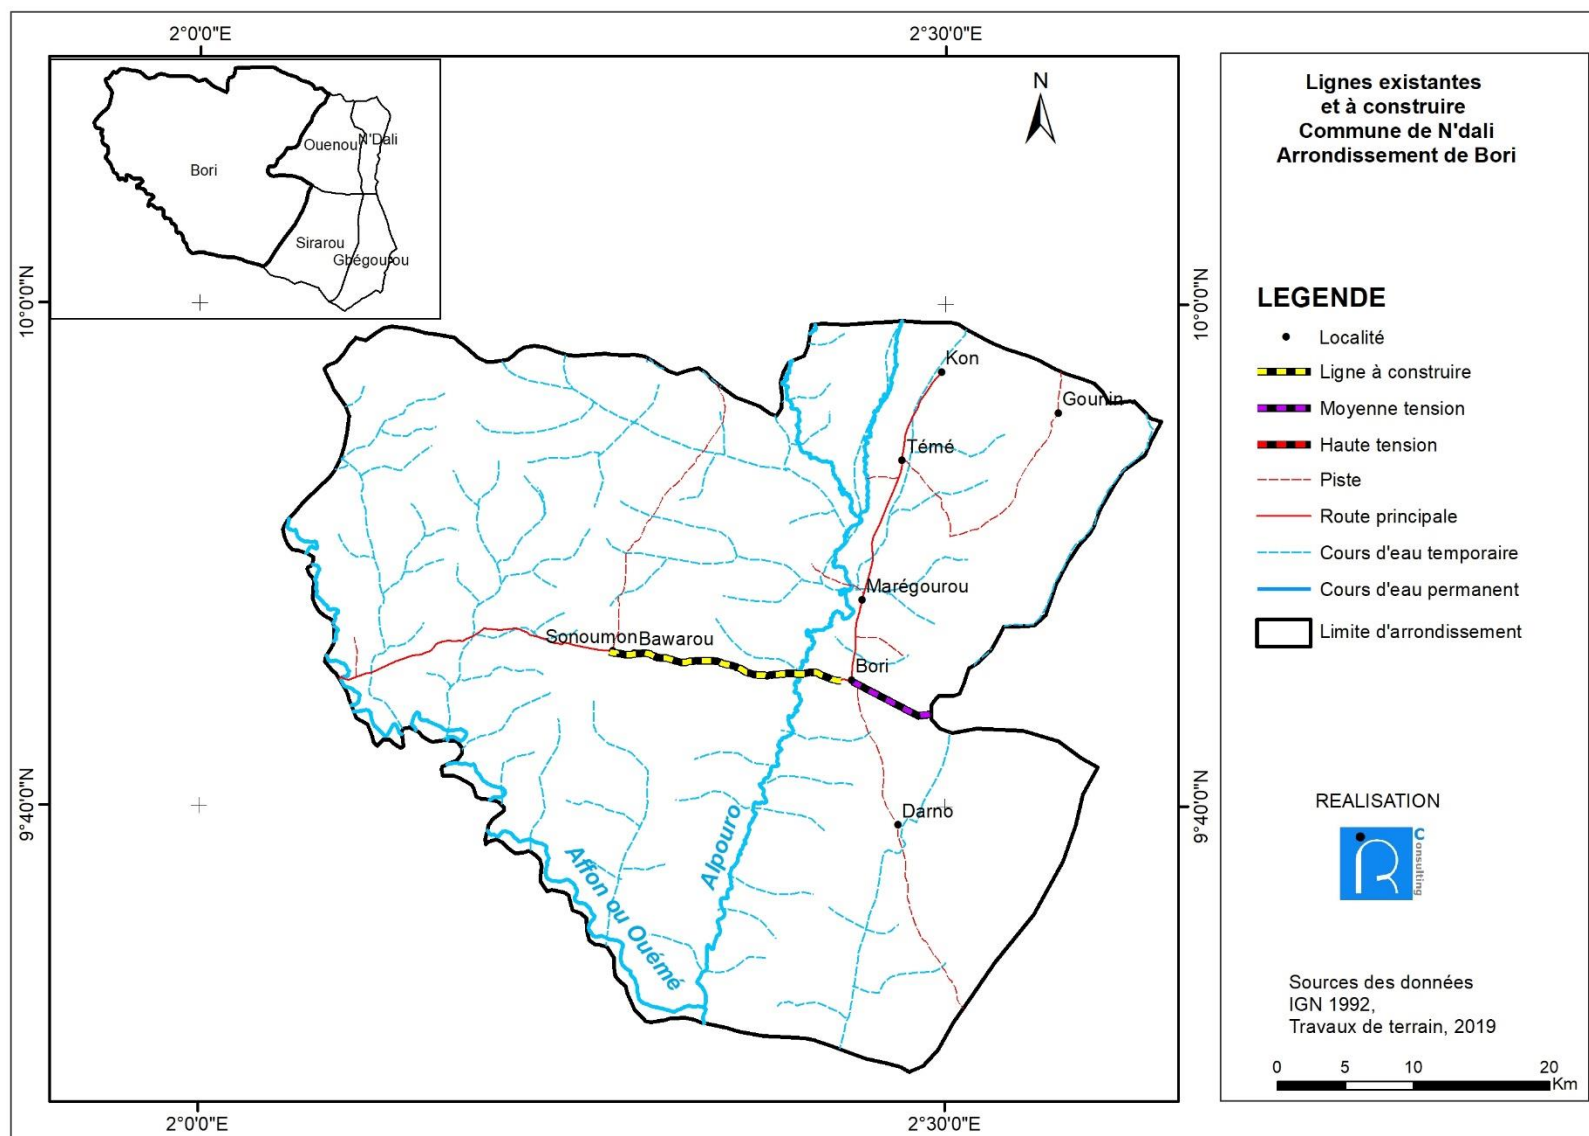 2°0'0"E
2°30'0"E
N
Ouenou
N'Dali
Bori
Sirarou
Gbégourou
10°0'0"N
10°0'0"N
Kon
Gounin
Témé
Marégourou
Sonoumon
Bawarou
Bori
9°40'0"N
9°40'0"N
Darno
Alpouro
Affon ou Ouémé
2°0'0"E
2°30'0"E
Lignes existantes
et à construire
Commune de N'dali
Arrondissement de Bori
LEGENDE
Localité
Ligne à construire
Moyenne tension
Haute tension
Piste
Route principale
Cours d'eau temporaire
Cours d'eau permanent
Limite d'arrondissement
REALISATION
R
Consulting
Sources des données
IGN 1992,
Travaux de terrain, 2019
0 5 10 20
Km